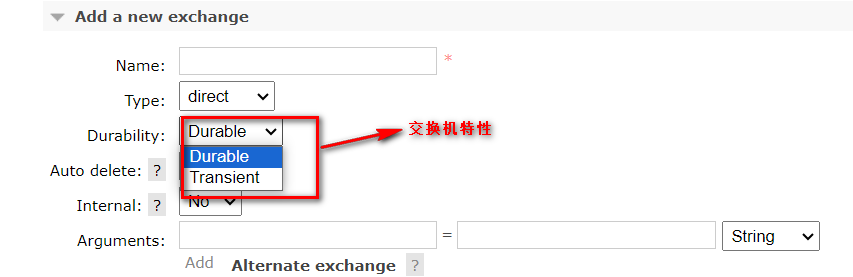 Add a new exchange
Name: *
Type: direct
Durability: Durable 交换机特性
Durable
Auto delete: ?
Transient
Internal: ? No
Arguments: = String
Add Alternate exchange ?